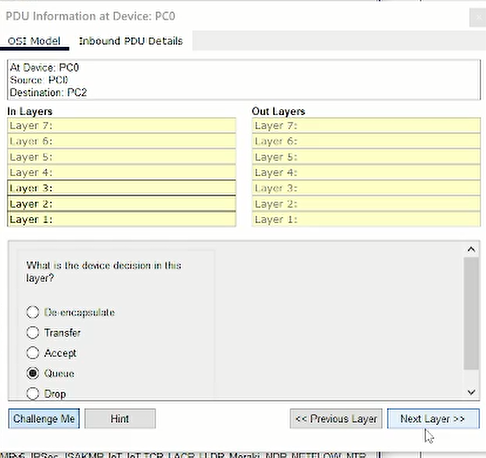 PDU Information at Device: PC0
OSI Model Inbound PDU Details
At Device: PC0
Source: PC0
Destination: PC2
In Layers Out Layers
Layer 7: Layer 7:
Layer 6: Layer 6:
Layer 5: Layer 5:
Layer 4: Layer 4:
Layer 3: Layer 3:
Layer 2: Layer 2:
Layer 1: Layer 1:
What is the device decision in this
layer?
De-encapsulate
Transfer
Accept
Queue
Drop
Challenge Me Hint << Previous Layer Next Layer >>
IPSec, ISAKMP, IoT, IoT TCP, LACP, LLDP, Meraki, NDP, NETFLOW, NTP,